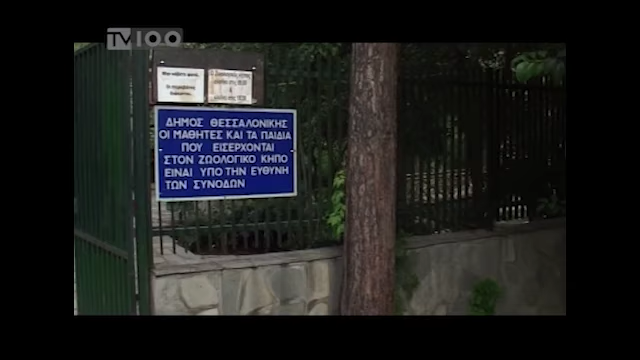 TV100
ΔΗΜΟΣ ΘΕΣΣΑΛΟΝΙΚΗΣ
ΟΙ ΜΑΘΗΤΕΣ ΚΑΙ ΤΑ ΠΑΙΔΙΑ
ΠΟΥ ΕΙΣΕΡΧΟΝΤΑΙ
ΣΤΟΝ ΖΩΟΛΟΓΙΚΟ ΚΗΠΟ
ΕΙΝΑΙ ΥΠΟ ΤΗΝ ΕΥΘΥΝΗ
ΤΩΝ ΣΥΝΟΔΩΝ